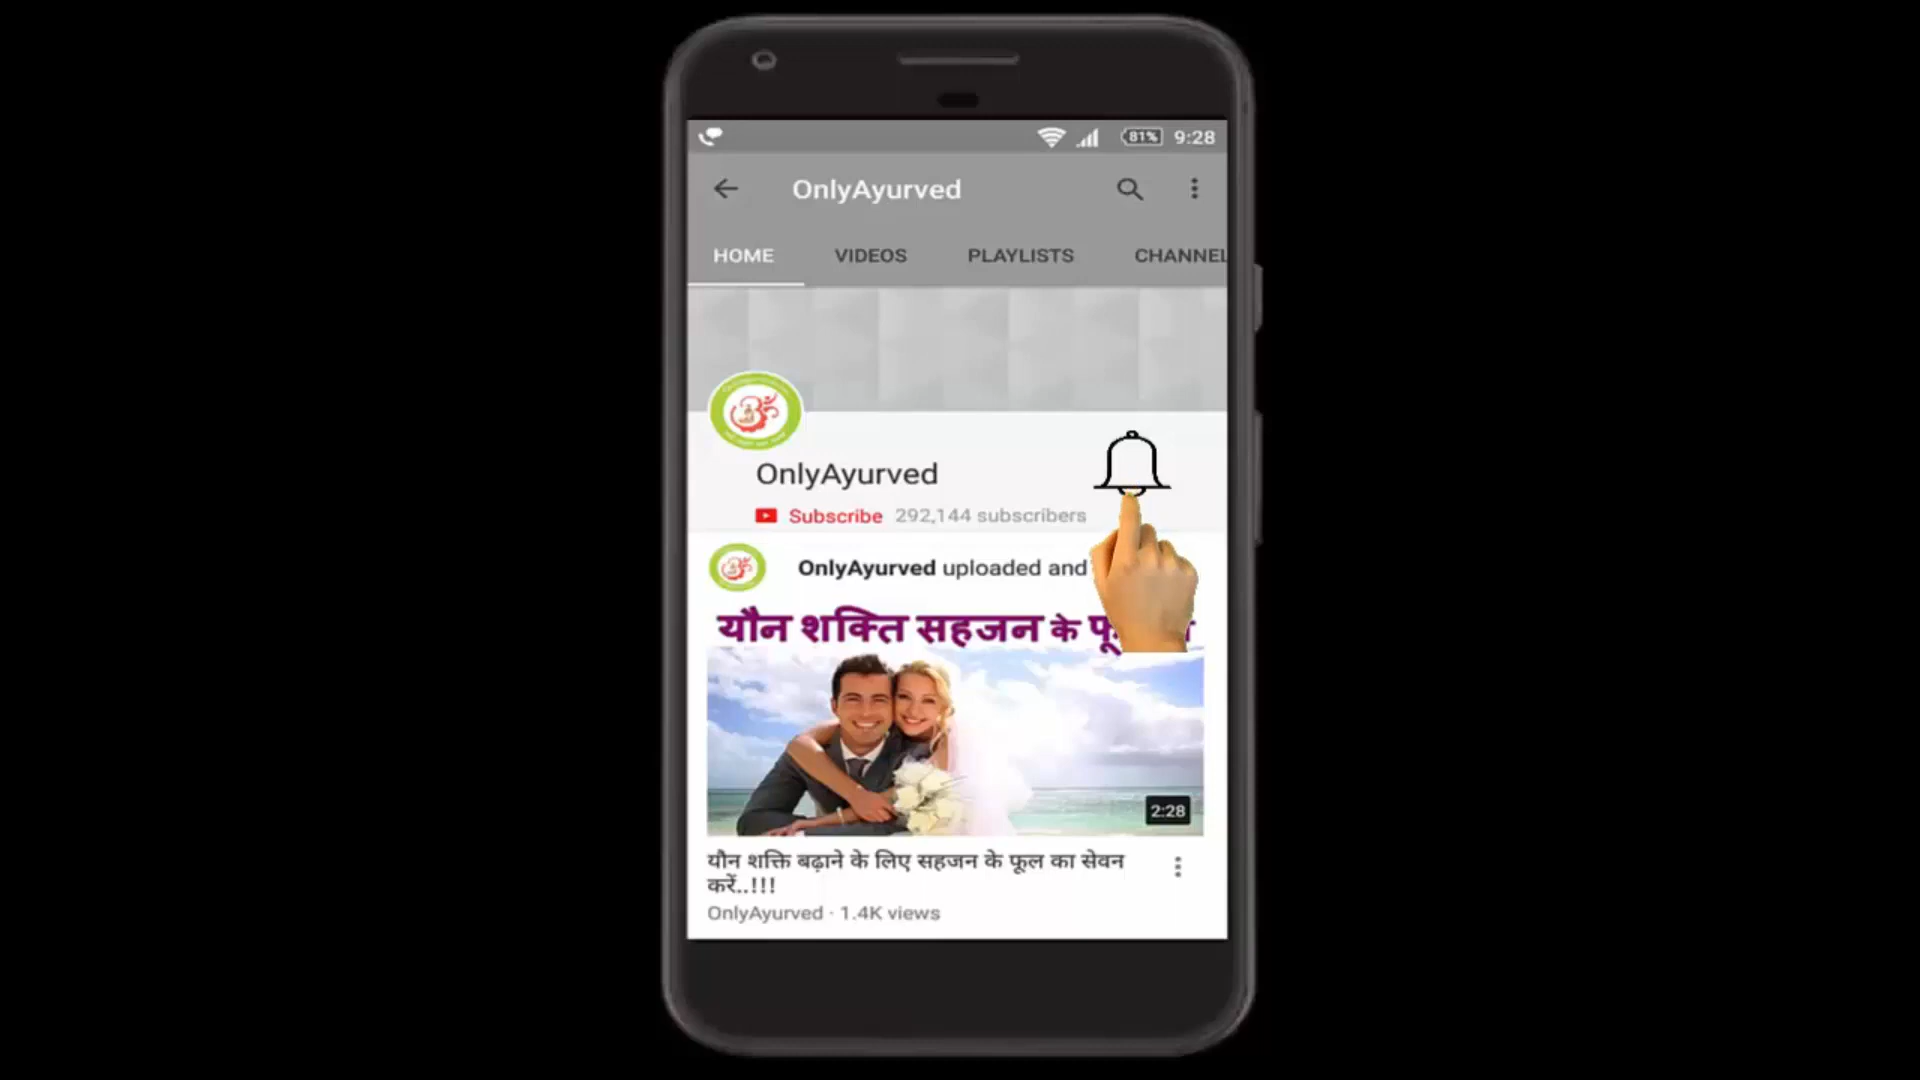 81% 9:28
OnlyAyurved
HOME VIDEOS PLAYLISTS CHANNEL
OnlyAyurved
Subscribe 292,144 subscribers
OnlyAyurved uploaded and
यौन शक्ति सहजन के
2:28
यौन शक्ति बढ़ाने के लिए सहजन के फूल का सेवन
करें..!!!
OnlyAyurved · 1.4K views